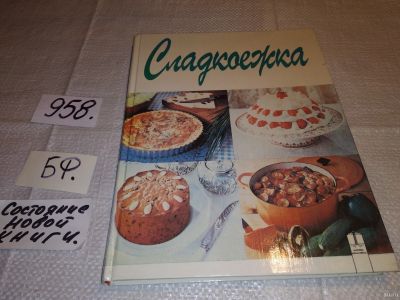 Сладкоежка
958.
БФ.
Состояние
новой
книги.